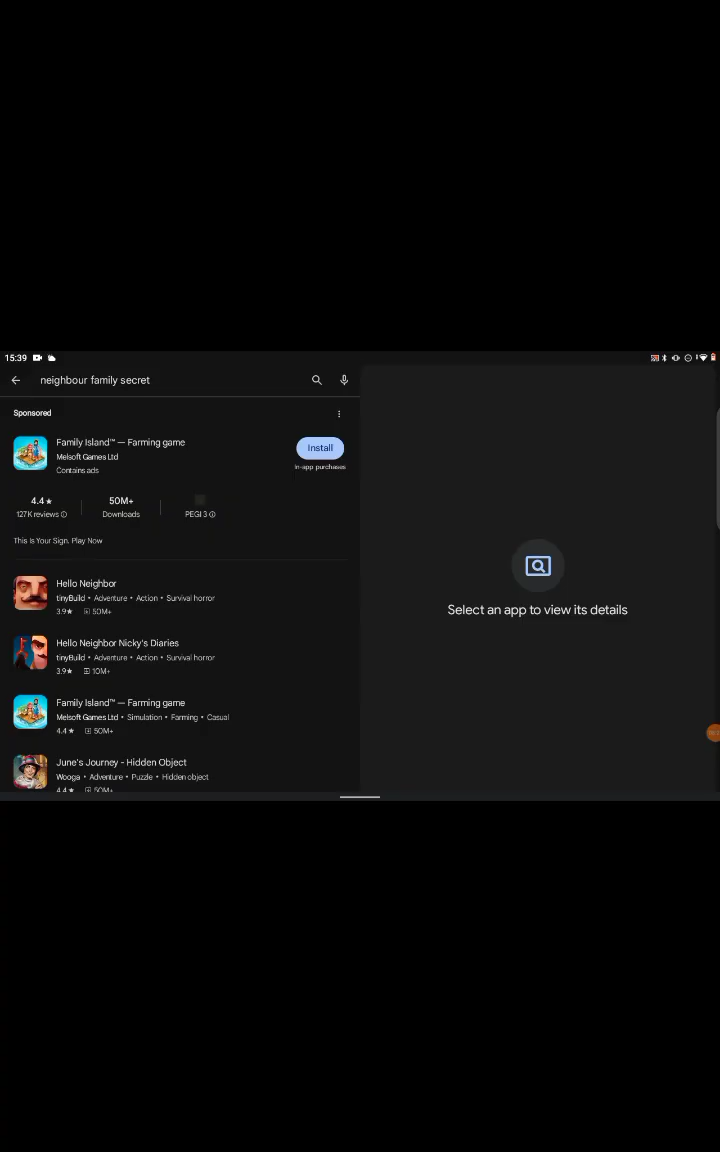 15:39
neighbour family secret
Sponsored
Family Island™ — Farming game
Melsoft Games Ltd
Contains ads
Install
In-app purchases
4.4★
127K reviews
50M+
Downloads
PEGI 3
This Is Your Sign. Play Now
Hello Neighbor
tinyBuild • Adventure • Action • Survival horror
3.9★ 50M+
Hello Neighbor Nicky's Diaries
tinyBuild • Adventure • Action • Survival horror
3.9★ 10M+
Family Island™ — Farming game
Melsoft Games Ltd • Simulation • Farming • Casual
4.4★ 50M+
June's Journey - Hidden Object
Wooga • Adventure • Puzzle • Hidden object
4.4★ 50M+
Select an app to view its details